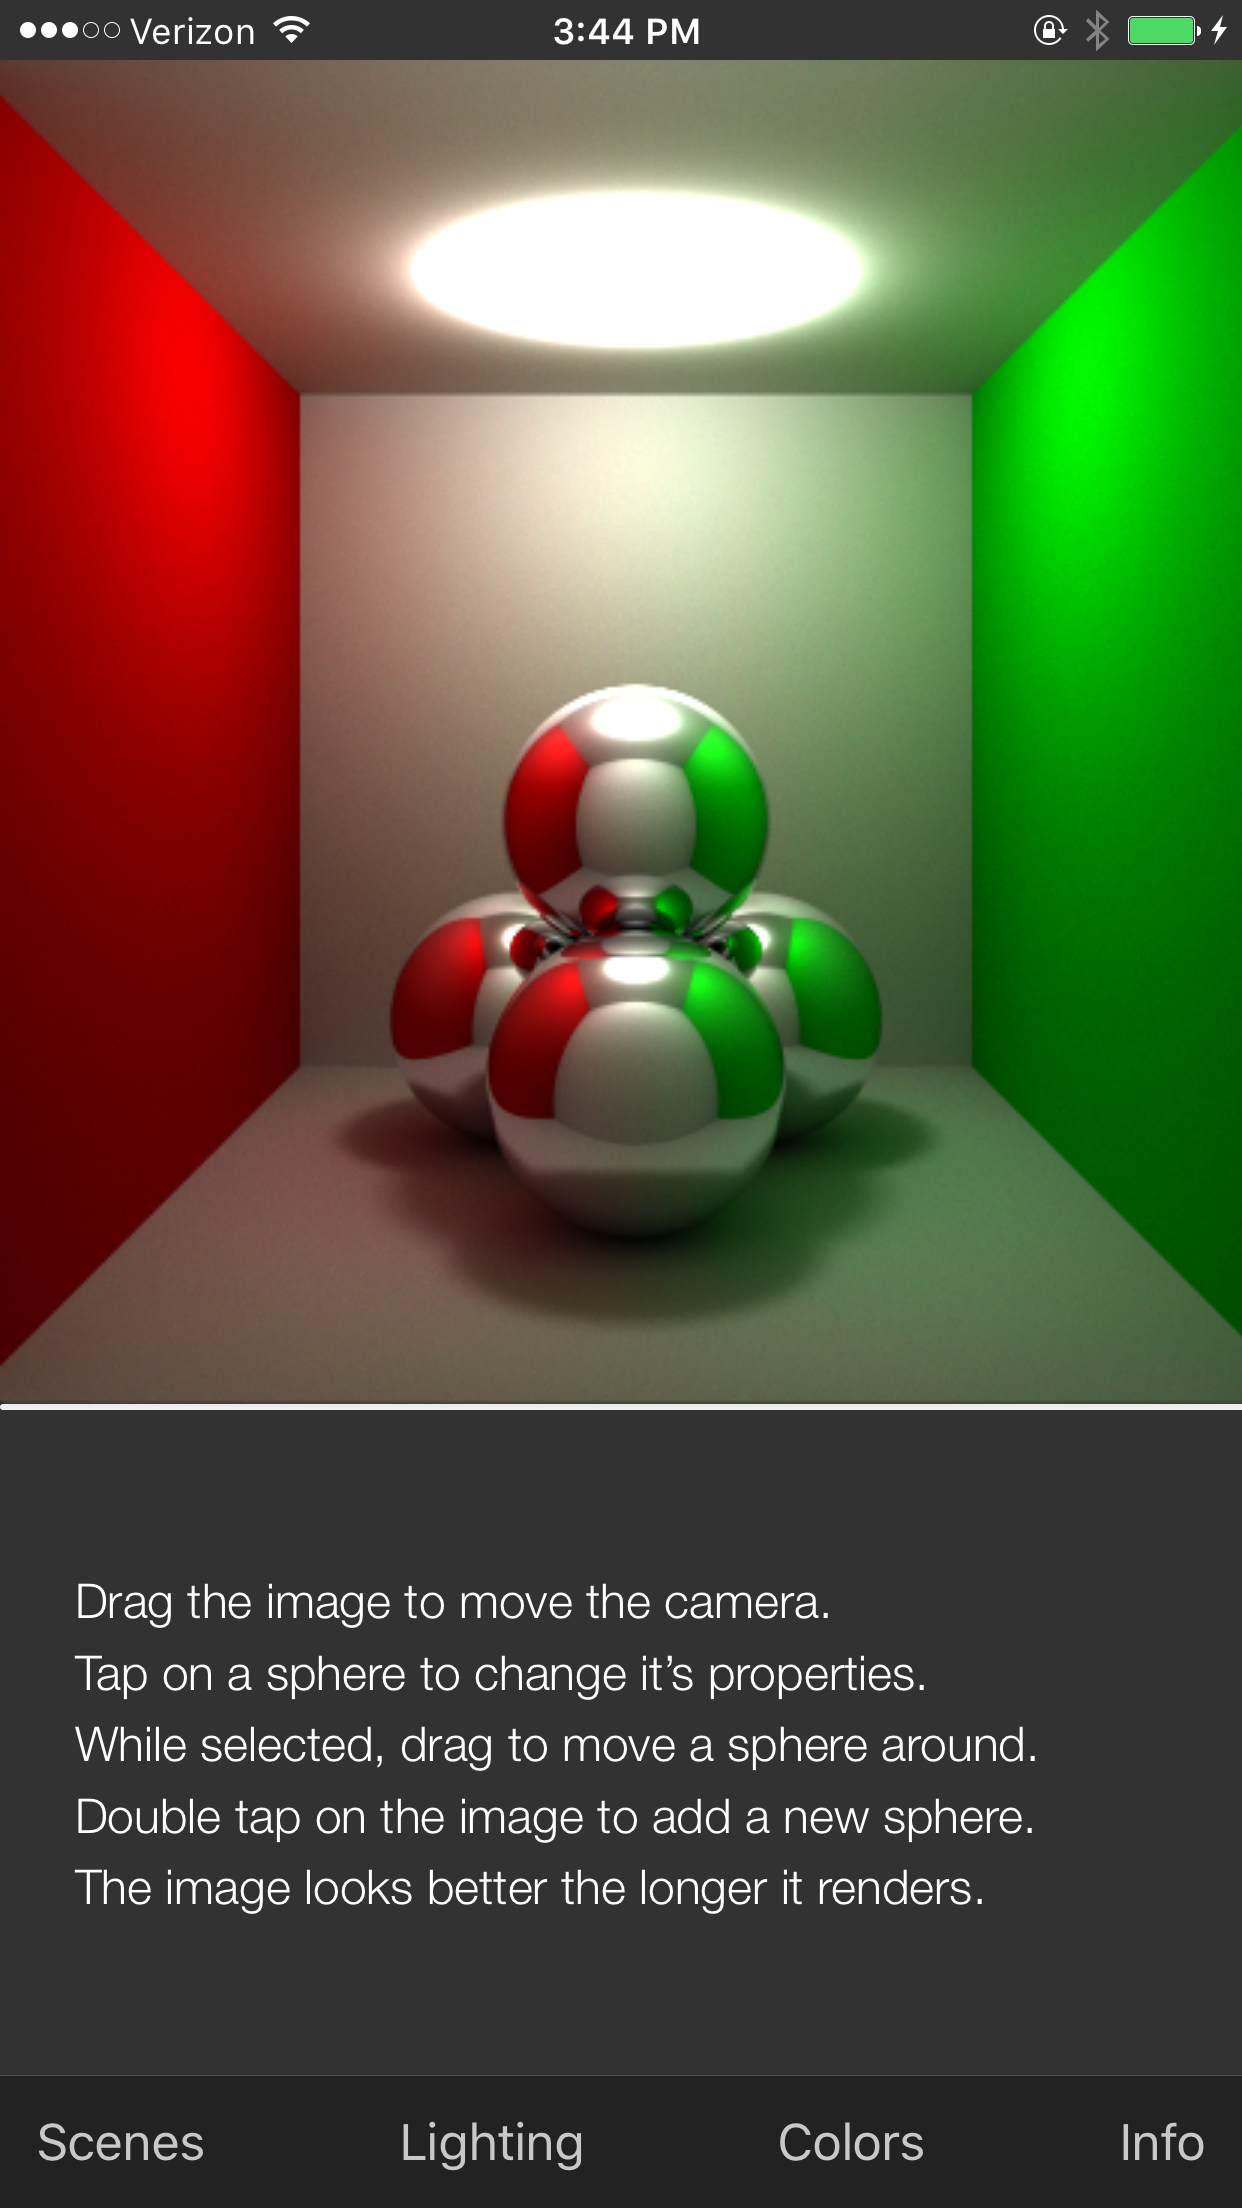 Verizon 3:44 PM
Drag the image to move the camera.
Tap on a sphere to change it’s properties.
While selected, drag to move a sphere around.
Double tap on the image to add a new sphere.
The image looks better the longer it renders.
Scenes Lighting Colors Info